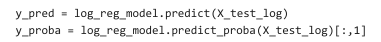 y_pred = log_reg_model.predict(X_test_log)
y_proba = log_reg_model.predict_proba(X_test_log)[:,1]